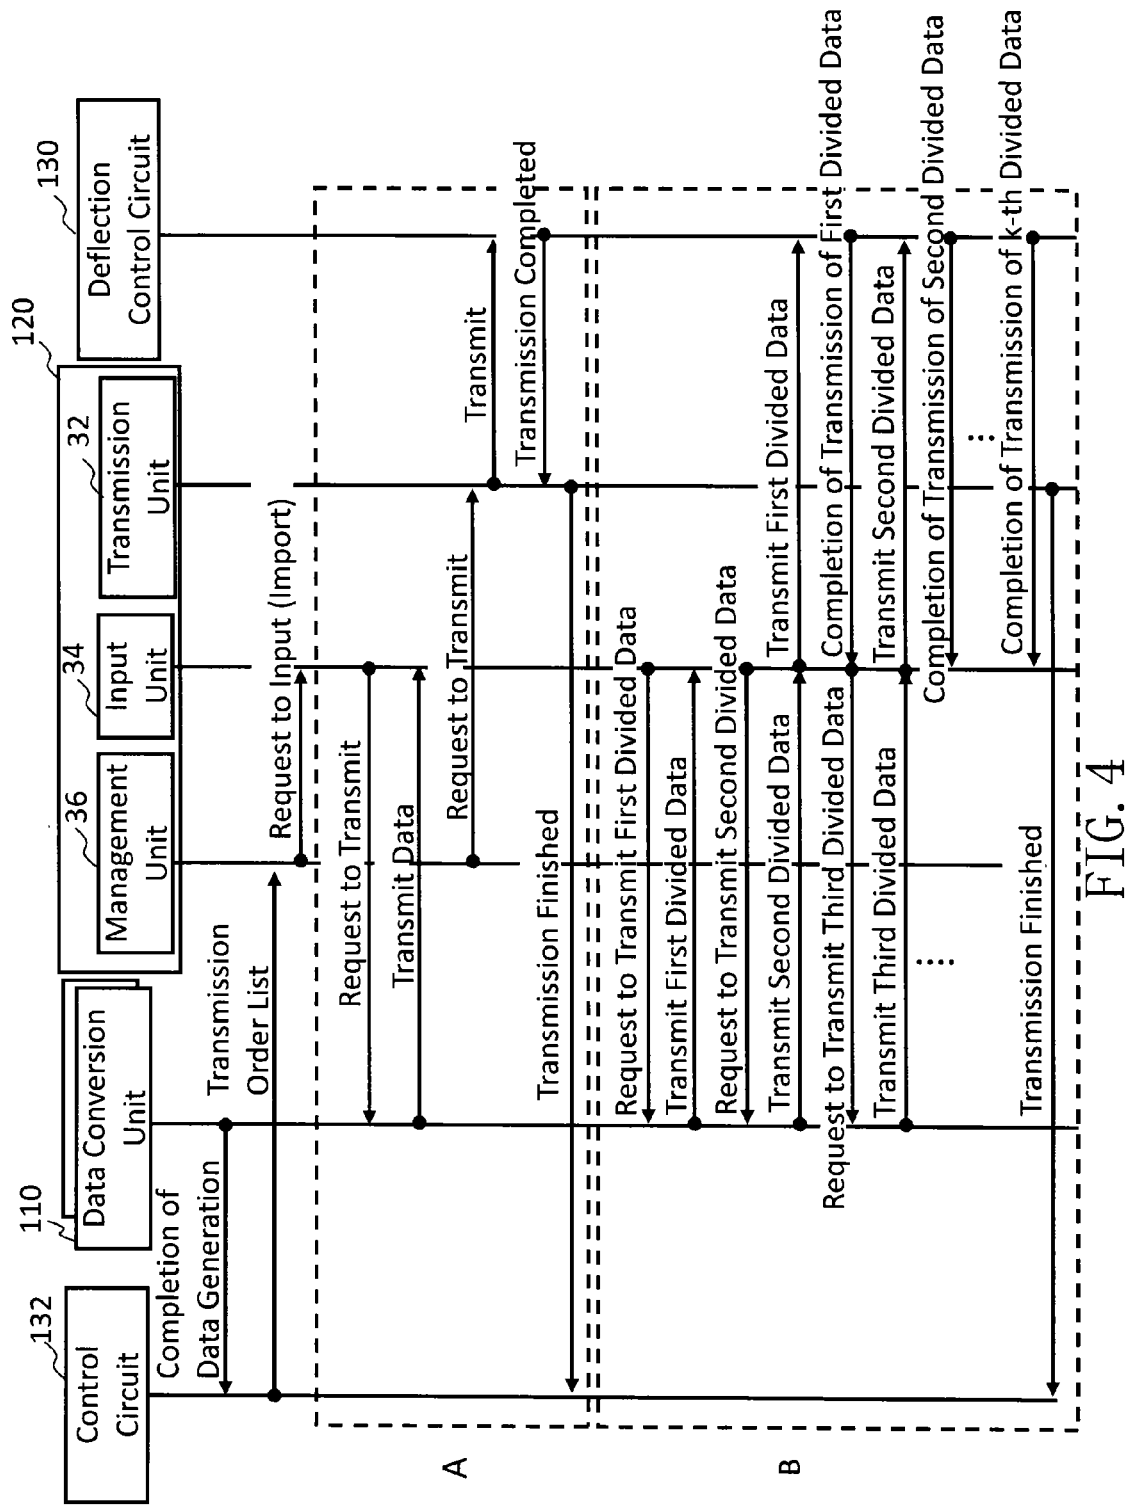 132
Control
Circuit
110
Data Conversion
Unit
120
36
Management
Unit
34
Input
Unit
32
Transmission
Unit
130
Deflection
Control Circuit
Completion of
Data Generation
Transmission
Order List
Request to Input (Import)
A
Request to Transmit
Transmit Data
Request to Transmit
Transmit
Transmission Completed
Transmission Finished
B
Request to Transmit First Divided Data
Transmit First Divided Data
Request to Transmit Second Divided Data
Transmit Second Divided Data
Transmit First Divided Data
Request to Transmit Third Divided Data
Completion of Transmission of First Divided Data
Transmit Third Divided Data
Transmit Second Divided Data
....
Completion of Transmission of Second Divided Data
....
Completion of Transmission of k-th Divided Data
Transmission Finished
FIG. 4